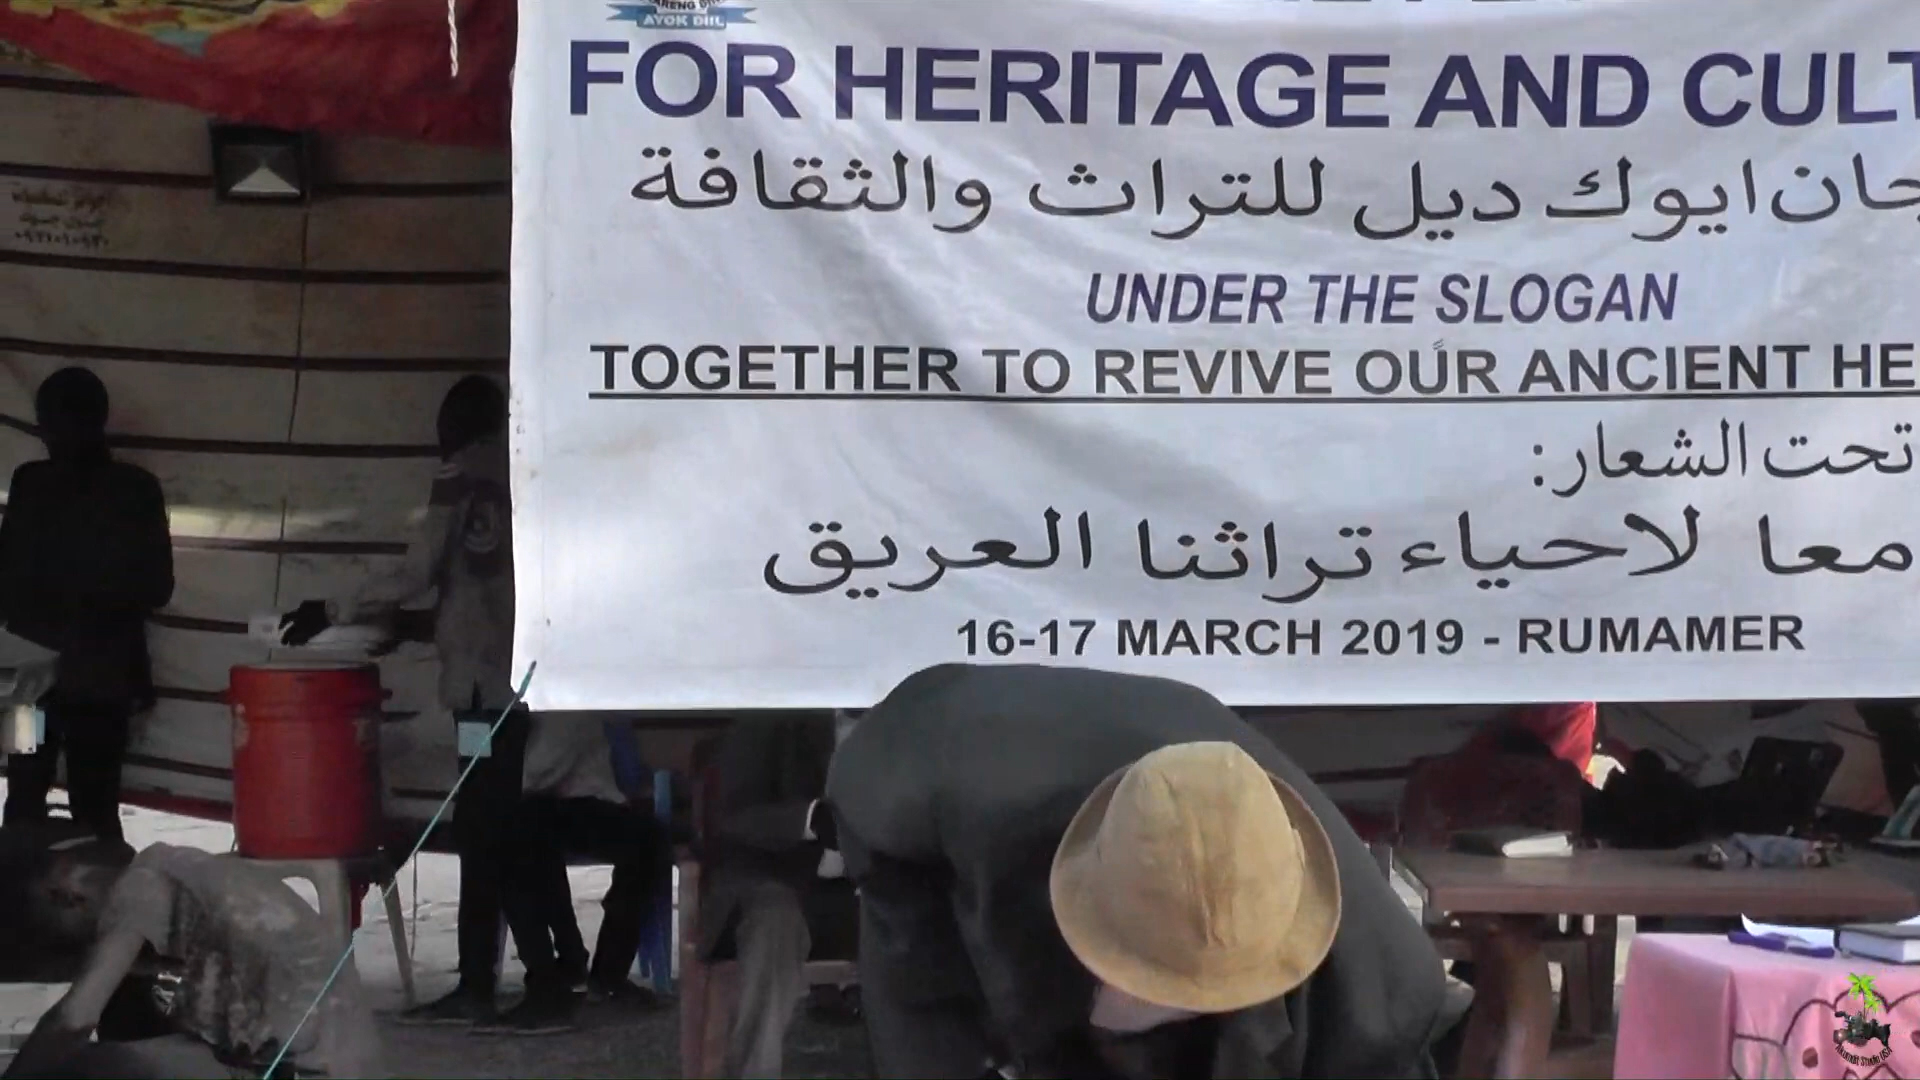 AYOK DIIL
FOR HERITAGE AND CULT
جان ايوك ديل للتراث والثقافة
UNDER THE SLOGAN
TOGETHER TO REVIVE OUR ANCIENT HE
تحت الشعار:
معا لاحياء تراثنا العريق
16-17 MARCH 2019 - RUMAMER